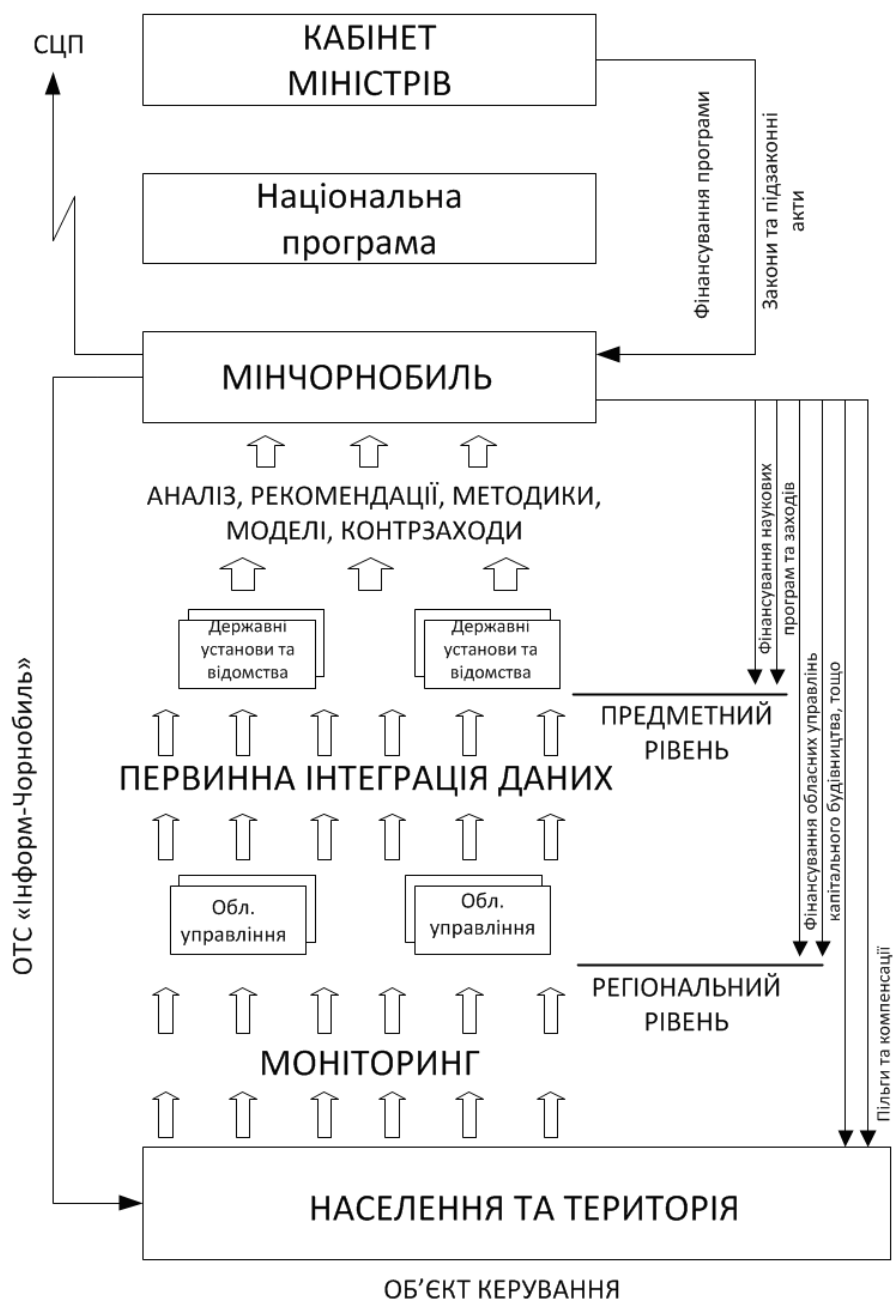 СЦП
КАБІНЕТ
МІНІСТРІВ
Національна
програма
Фінансування програми
Закони та підзаконні
акти
МІНЧОРНОБИЛЬ
АНАЛІЗ, РЕКОМЕНДАЦІЇ, МЕТОДИКИ,
МОДЕЛІ, КОНТРЗАХОДИ
Державні
установи та
відомства
Державні
установи та
відомства
Фінансування наукових
програм та заходів
ПРЕДМЕТНИЙ
РІВЕНЬ
ПЕРВИННА ІНТЕГРАЦІЯ ДАНИХ
ОТС «Інформ-Чорнобиль»
Фінансування обласних управлінь
капітального будівництва, тощо
Обл.
управління
Обл.
управління
РЕГІОНАЛЬНИЙ
РІВЕНЬ
МОНІТОРИНГ
Пільги та компенсації
НАСЕЛЕННЯ ТА ТЕРИТОРІЯ
ОБ’ЄКТ КЕРУВАННЯ